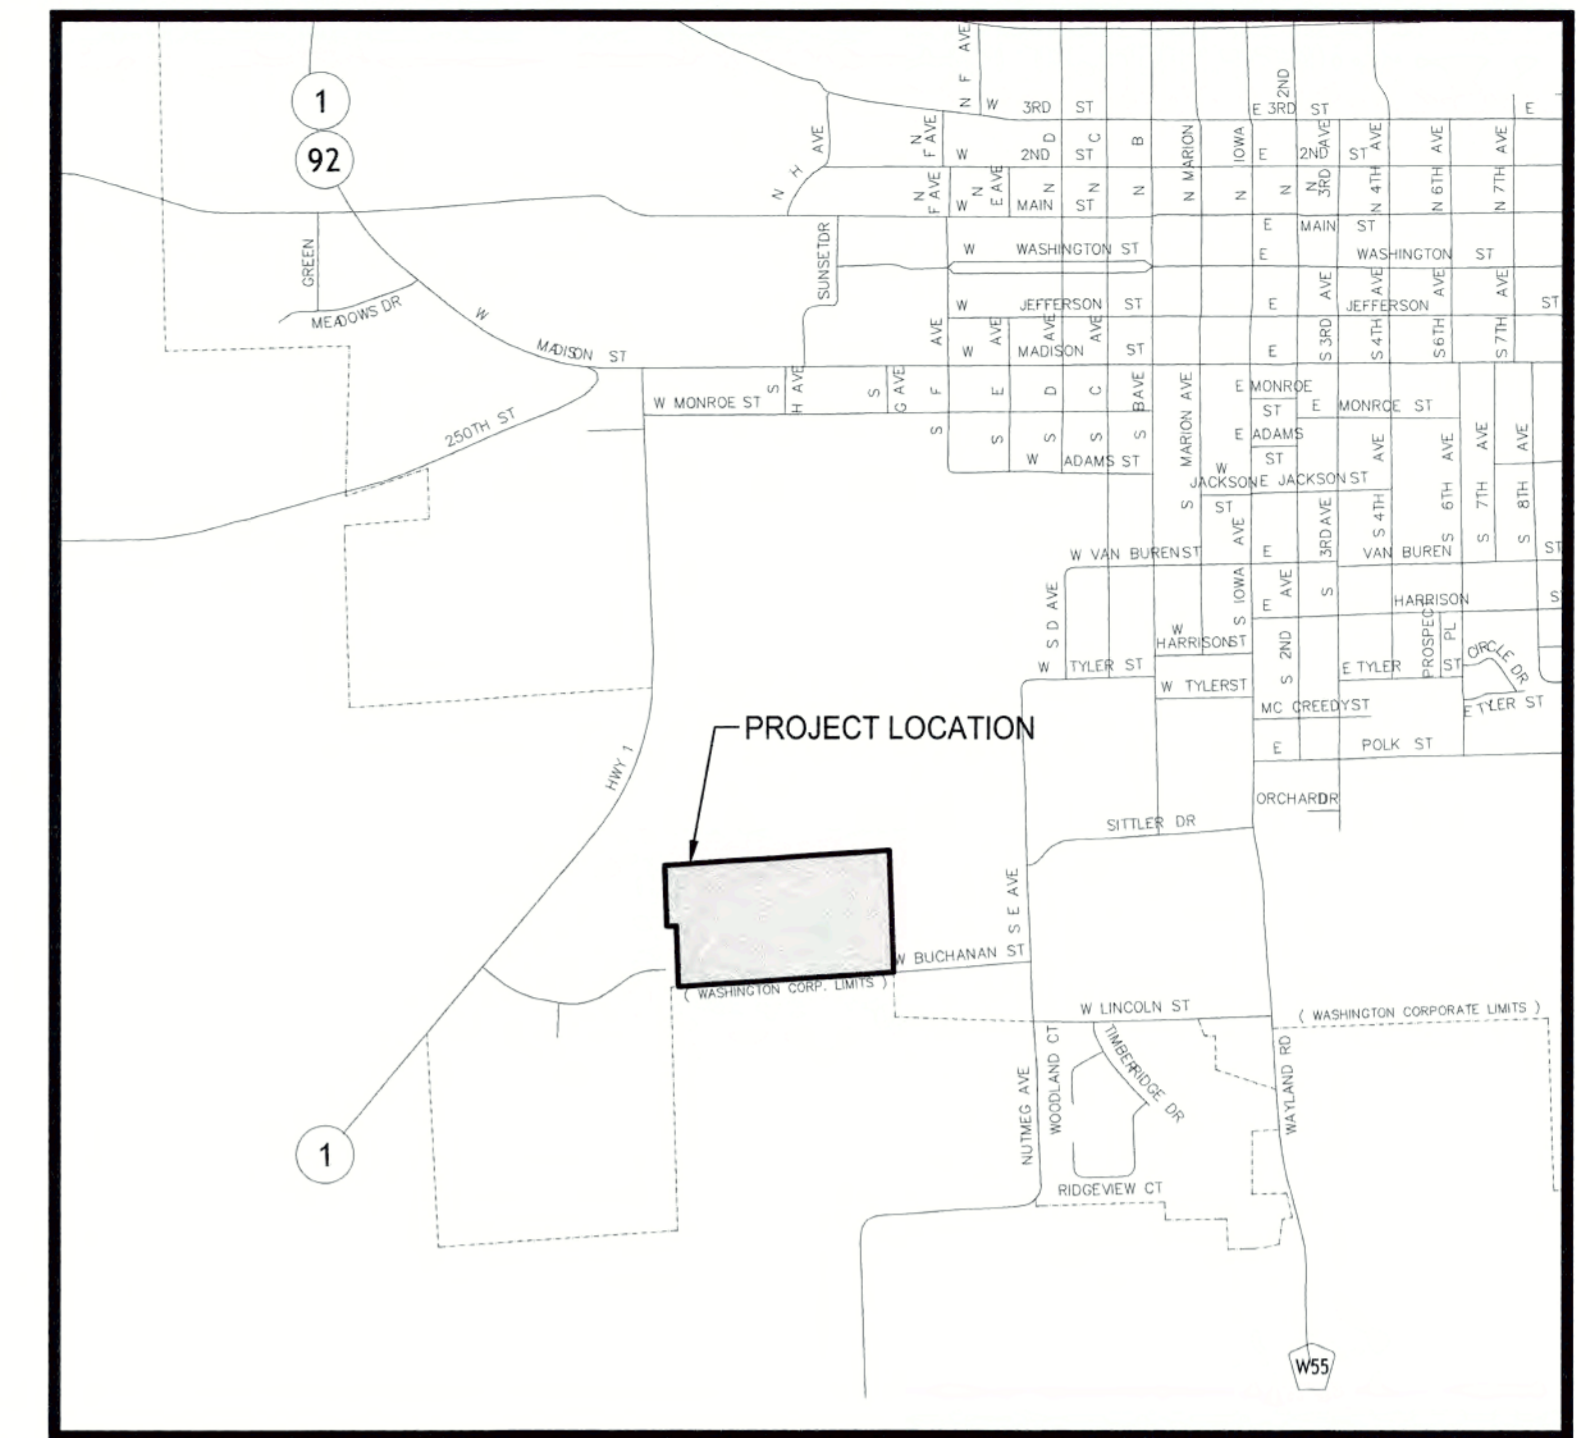 1
92
N F AVE
W 3RD ST
E 3RD ST
2ND
E
N H AVE
N F AVE
W 2ND ST
N D
N C
N B
N MARION
N IOWA
E 2ND ST
N
N 3RD AVE
N 4TH AVE
N 6TH AVE
N 7TH AVE
N F AVE
N E AVE
W MAIN ST
E MAIN ST
GREEN
MEADOWS DR
SUNSET DR
W WASHINGTON ST
E WASHINGTON ST
W JEFFERSON ST
E JEFFERSON ST
W MADISON ST
W MADISON ST
E
S 3RD AVE
S 4TH AVE
S 6TH AVE
S 7TH AVE
250TH ST
W MONROE ST
S H AVE
S G AVE
S F AVE
S E AVE
S D AVE
S C AVE
S B AVE
S MARION AVE
E MONROE ST
E MONROE ST
E ADAMS ST
W ADAMS ST
W JACKSON ST
E JACKSON ST
S 4TH AVE
S 6TH AVE
S 7TH AVE
S 8TH AVE
W VAN BUREN ST
E VAN BUREN ST
S IOWA AVE
S 3RD AVE
S D AVE
S 2ND AVE
E HARRISON S
W HARRISON ST
PROSPECT PL
CIRCLE DR
W TYLER ST
W TYLER ST
E TYLER ST
E TYLER ST
MC CREEDY ST
E POLK ST
HWY 1
PROJECT LOCATION
ORCHARD DR
SITTLER DR
S E AVE
W BUCHANAN ST
( WASHINGTON CORP. LIMITS )
W LINCOLN ST
( WASHINGTON CORPORATE LIMITS )
NUTMEG AVE
WOODLAND CT
TIMBERRIDGE DR
WAYLAND RD
1
RIDGEVIEW CT
W55